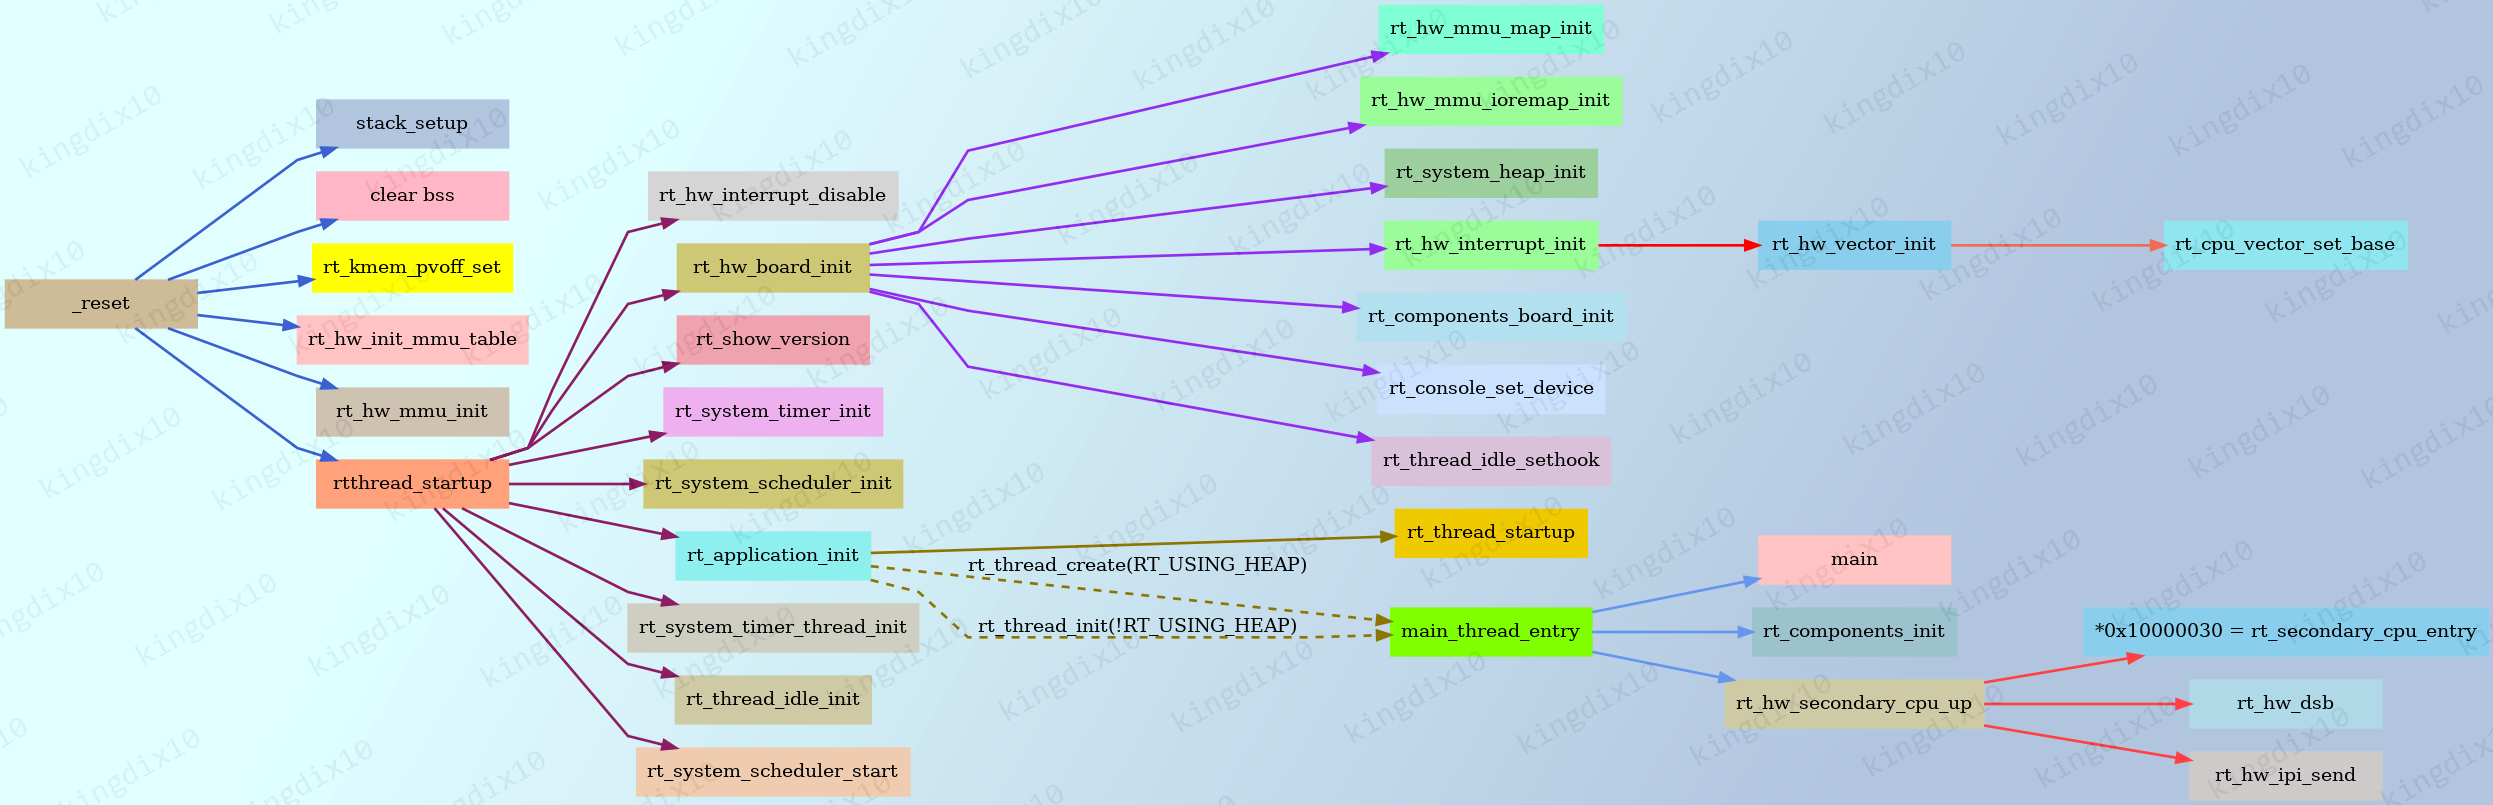 _reset
stack_setup
clear bss
rt_kmem_pvoff_set
rt_hw_init_mmu_table
rt_hw_mmu_init
rtthread_startup
rt_hw_interrupt_disable
rt_hw_board_init
rt_show_version
rt_system_timer_init
rt_system_scheduler_init
rt_application_init
rt_system_timer_thread_init
rt_thread_idle_init
rt_system_scheduler_start
rt_thread_create(RT_USING_HEAP)
rt_thread_init(!RT_USING_HEAP)
rt_hw_mmu_map_init
rt_hw_mmu_ioremap_init
rt_system_heap_init
rt_hw_interrupt_init
rt_components_board_init
rt_console_set_device
rt_thread_idle_sethook
rt_thread_startup
main_thread_entry
rt_hw_vector_init
main
rt_components_init
rt_hw_secondary_cpu_up
rt_cpu_vector_set_base
*0x10000030 = rt_secondary_cpu_entry
rt_hw_dsb
rt_hw_ipi_send
kingdix10